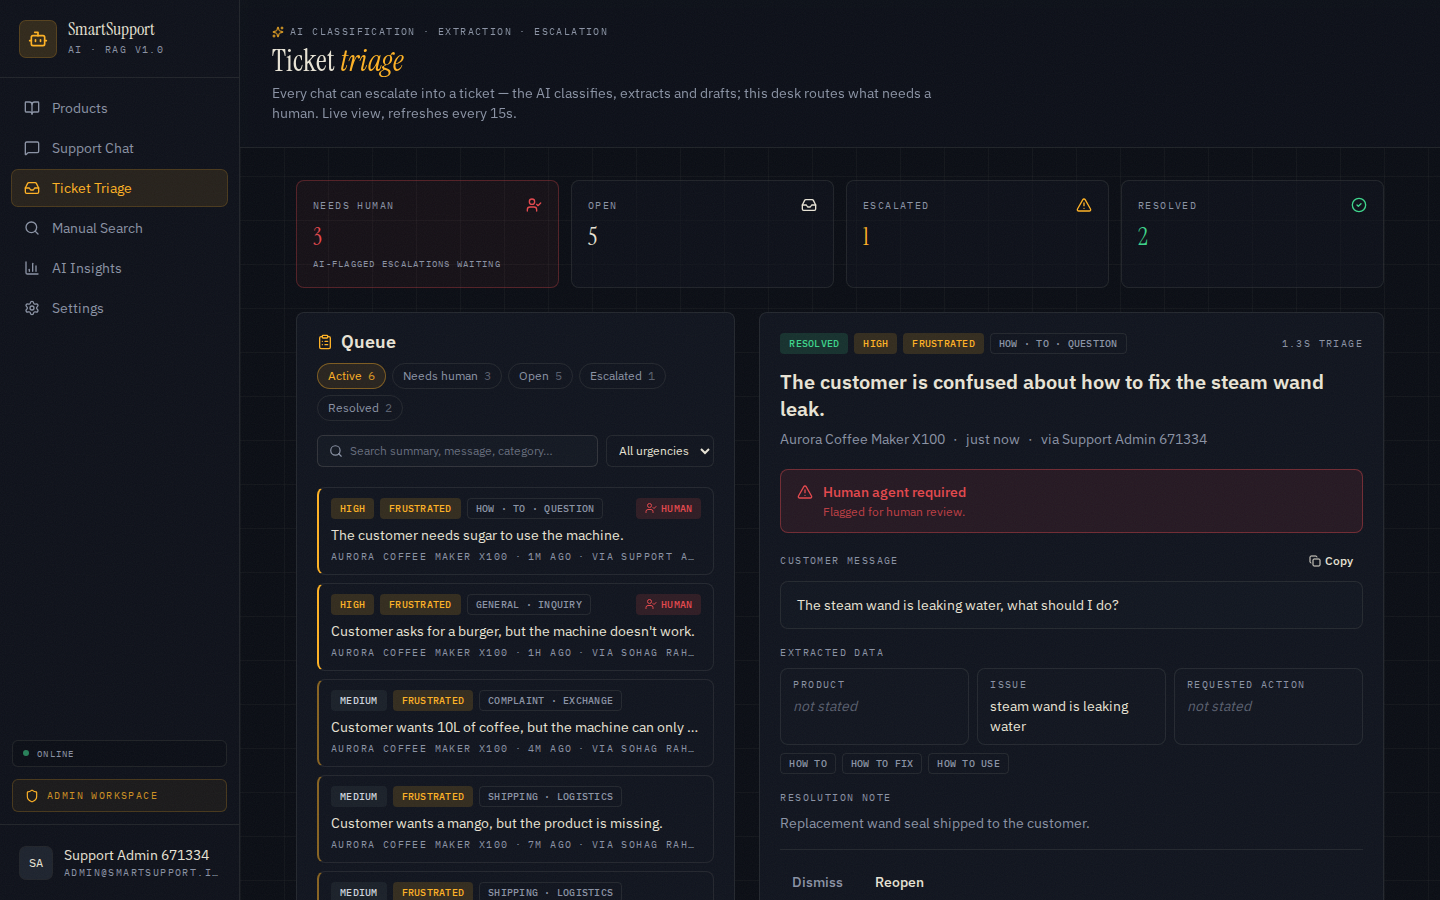 SmartSupport
AI · RAG V1.0
Products
Support Chat
Ticket Triage
Manual Search
AI Insights
Settings
ONLINE
ADMIN WORKSPACE
SA
Support Admin 671334
ADMIN@SMARTSUPPORT.I…
AI CLASSIFICATION · EXTRACTION · ESCALATION
Ticket triage
Every chat can escalate into a ticket — the AI classifies, extracts and drafts; this desk routes what needs a
human. Live view, refreshes every 15s.
NEEDS HUMAN
3
AI-FLAGGED ESCALATIONS WAITING
OPEN
5
ESCALATED
1
RESOLVED
2
Queue
Active 6
Needs human 3
Open 5
Escalated 1
Resolved 2
Search summary, message, category…
All urgencies
HIGH FRUSTRATED HOW · TO · QUESTION HUMAN
The customer needs sugar to use the machine.
AURORA COFFEE MAKER X100 · 1M AGO · VIA SUPPORT A…
HIGH FRUSTRATED GENERAL · INQUIRY HUMAN
Customer asks for a burger, but the machine doesn't work.
AURORA COFFEE MAKER X100 · 1H AGO · VIA SOHAG RAH…
MEDIUM FRUSTRATED COMPLAINT · EXCHANGE
Customer wants 10L of coffee, but the machine can only …
AURORA COFFEE MAKER X100 · 4M AGO · VIA SOHAG RAH…
MEDIUM FRUSTRATED SHIPPING · LOGISTICS
Customer wants a mango, but the product is missing.
AURORA COFFEE MAKER X100 · 7M AGO · VIA SOHAG RAH…
MEDIUM FRUSTRATED SHIPPING · LOGISTICS
RESOLVED HIGH FRUSTRATED HOW · TO · QUESTION
1.3S TRIAGE
The customer is confused about how to fix the steam wand
leak.
Aurora Coffee Maker X100 · just now · via Support Admin 671334
Human agent required
Flagged for human review.
CUSTOMER MESSAGE
Copy
The steam wand is leaking water, what should I do?
EXTRACTED DATA
PRODUCT
not stated
ISSUE
steam wand is leaking
water
REQUESTED ACTION
not stated
HOW TO HOW TO FIX HOW TO USE
RESOLUTION NOTE
Replacement wand seal shipped to the customer.
Dismiss Reopen